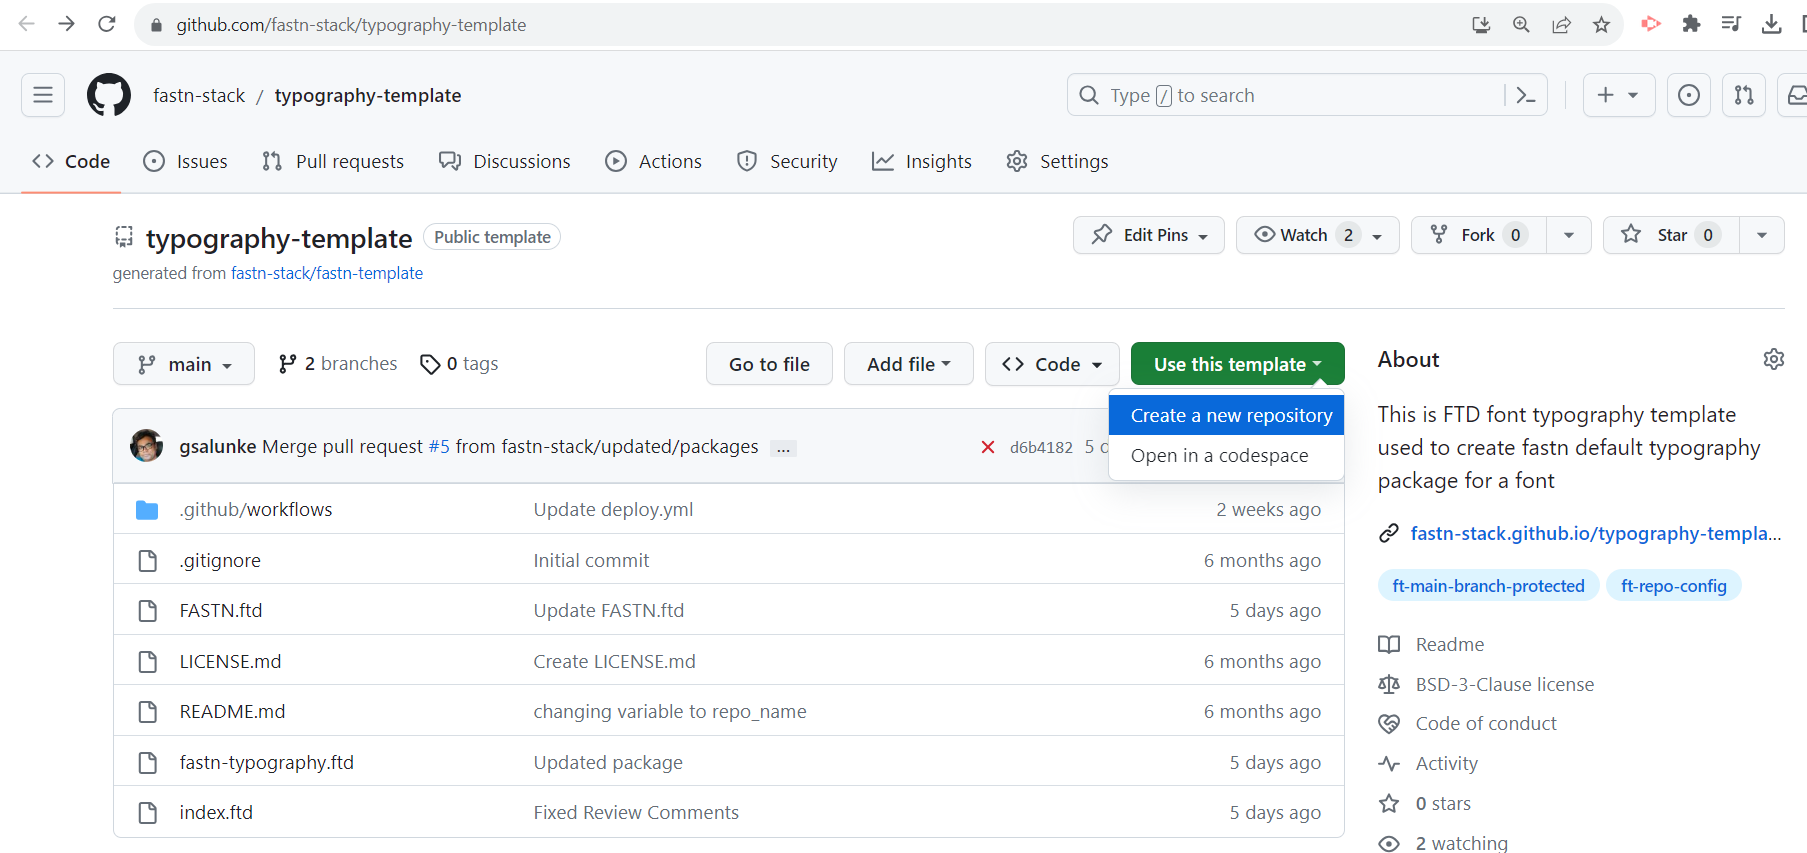 github.com/fastn-stack/typography-template
fastn-stack / typography-template
Type / to search
Code
Issues
Pull requests
Discussions
Actions
Security
Insights
Settings
typography-template
Public template
Edit Pins
Watch 2
Fork 0
Star 0
generated from fastn-stack/fastn-template
main
2 branches
0 tags
Go to file
Add file
Code
Use this template
Create a new repository
Open in a codespace
gsalunke Merge pull request #5 from fastn-stack/updated/packages ...
d6b4182 5
.github/workflows Update deploy.yml 2 weeks ago
.gitignore Initial commit 6 months ago
FASTN.ftd Update FASTN.ftd 5 days ago
LICENSE.md Create LICENSE.md 6 months ago
README.md changing variable to repo_name 6 months ago
fastn-typography.ftd Updated package 5 days ago
index.ftd Fixed Review Comments 5 days ago
About
This is FTD font typography template
used to create fastn default typography
package for a font
fastn-stack.github.io/typography-templa...
ft-main-branch-protected
ft-repo-config
Readme
BSD-3-Clause license
Code of conduct
Activity
0 stars
2 watching